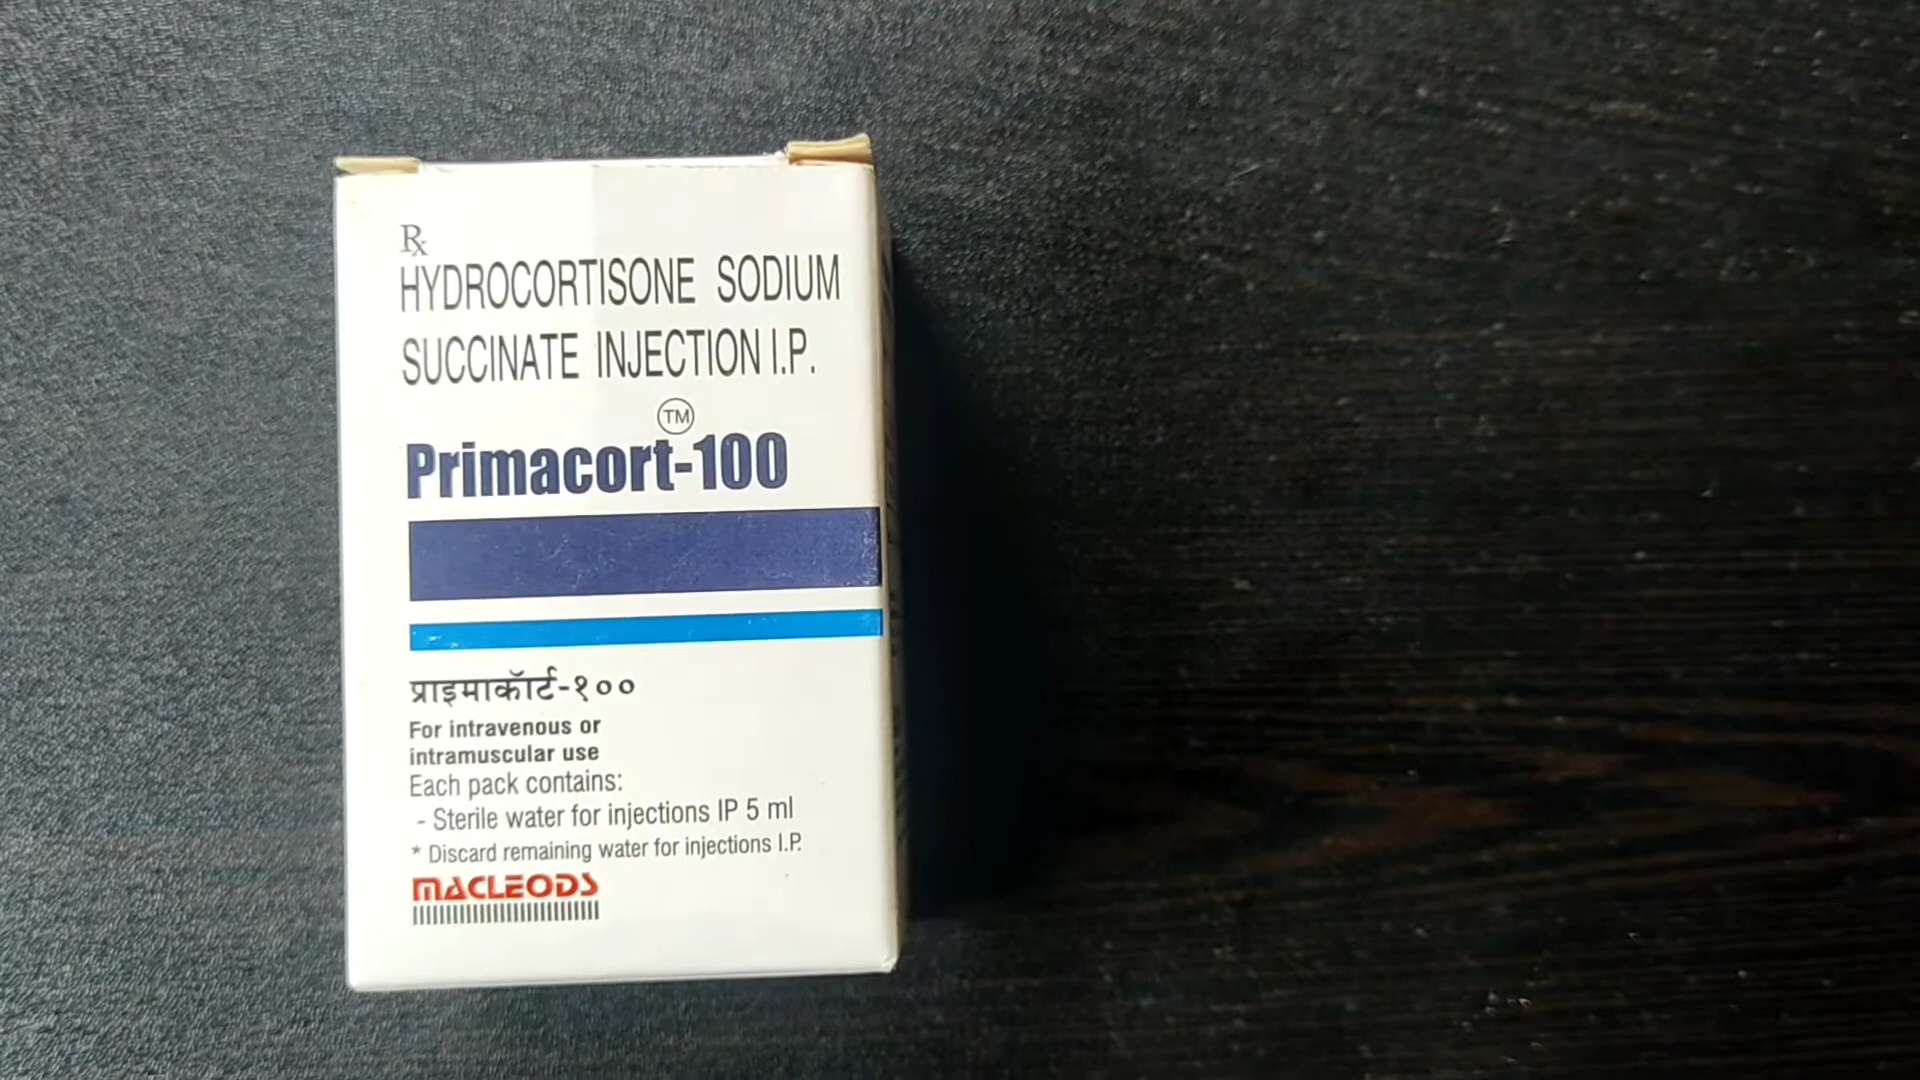 Rx
HYDROCORTISONE SODIUM
SUCCINATE INJECTION I.P.
TM
Primacort-100
प्राइमाकॉर्ट-१००
For intravenous or
intramuscular use
Each pack contains:
- Sterile water for injections IP 5 ml
* Discard remaining water for injections I.P.
MACLEODS